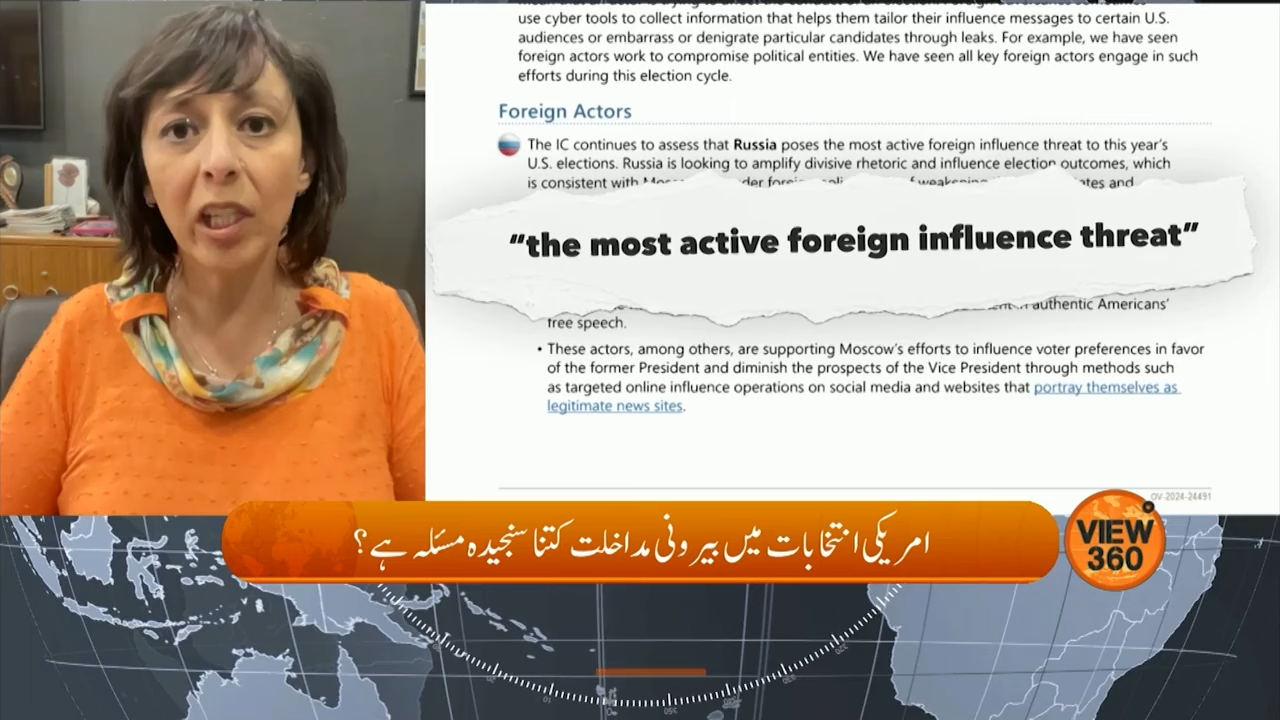 use cyber tools to collect information that helps them tailor their influence messages to certain U.S.
audiences or embarrass or denigrate particular candidates through leaks. For example, we have seen
foreign actors work to compromise political entities. We have seen all key foreign actors engage in such
efforts during this election cycle.
Foreign Actors
The IC continues to assess that Russia poses the most active foreign influence threat to this year's
U.S. elections. Russia is looking to amplify divisive rhetoric and influence election outcomes, which
is consistent with
"the most active foreign influence threat"
authentic Americans'
free speech.
• These actors, among others, are supporting Moscow's efforts to influence voter preferences in favor
of the former President and diminish the prospects of the Vice President through methods such
as targeted online influence operations on social media and websites that portray themselves as
legitimate news sites.
OV-2024-24491
امریکی انتخابات میں بیرونی مداخلت کتنا سنجیدہ مسئلہ ہے؟
VIEW
360°